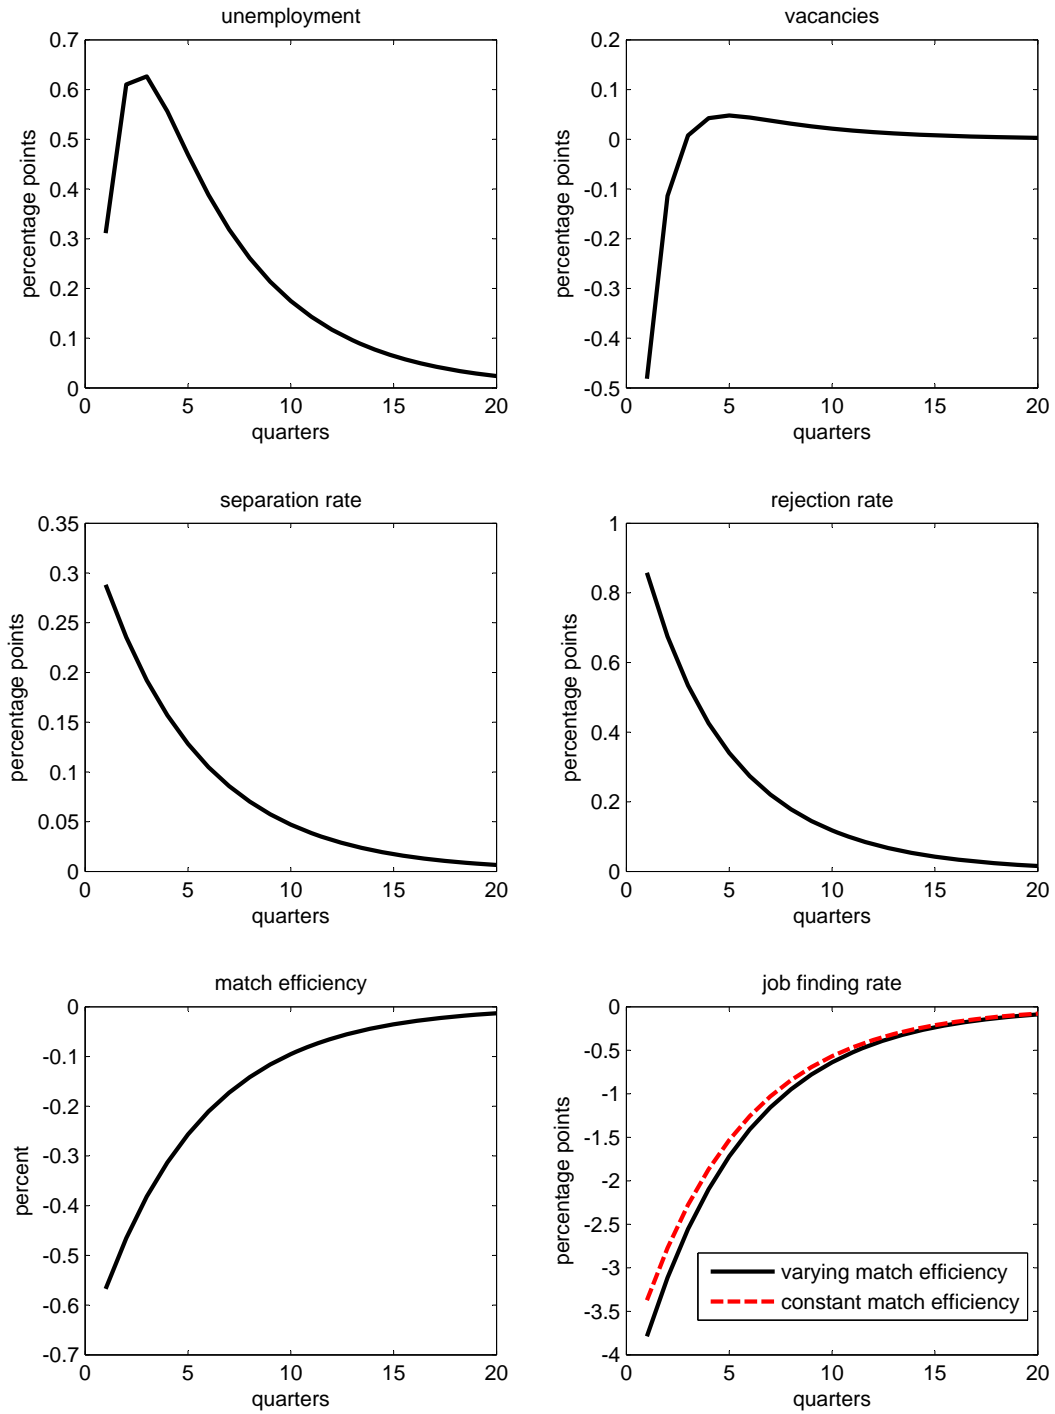 unemployment
0.7
0.6
0.5
0.4
0.3
0.2
0.1
0
0 5 10 15 20
percentage points
quarters
vacancies
0.2
0.1
0
-0.1
-0.2
-0.3
-0.4
-0.5
0 5 10 15 20
percentage points
quarters
separation rate
0.35
0.3
0.25
0.2
0.15
0.1
0.05
0
0 5 10 15 20
percentage points
quarters
rejection rate
1
0.8
0.6
0.4
0.2
0
0 5 10 15 20
percentage points
quarters
match efficiency
0
-0.1
-0.2
-0.3
-0.4
-0.5
-0.6
-0.7
0 5 10 15 20
percent
quarters
job finding rate
0
-0.5
-1
-1.5
-2
-2.5
-3
-3.5
-4
0 5 10 15 20
percentage points
quarters
varying match efficiency
constant match efficiency